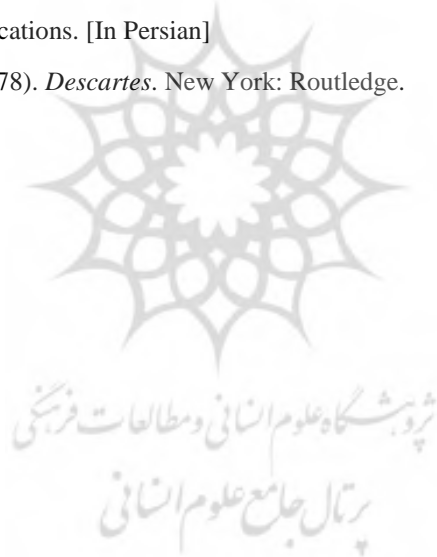 cations. [In Persian]
78). Descartes. New York: Routledge.
پژوهشگاه علوم انسانی و مطالعات فرهنگی
پرتال جامع علوم انسانی